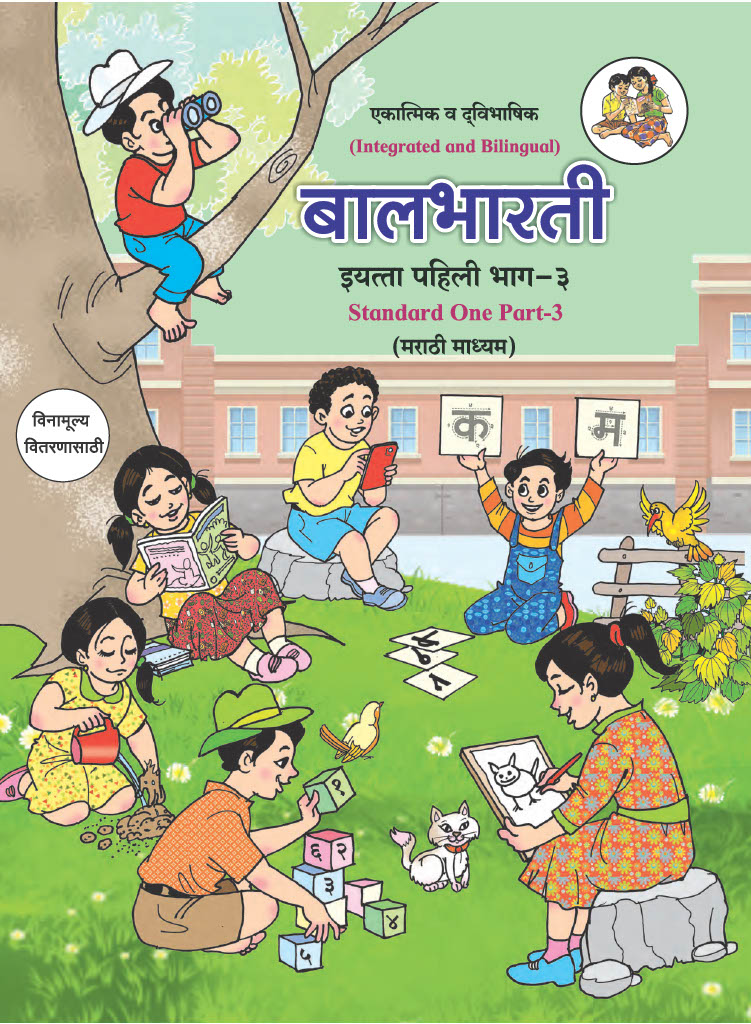 एकात्मिक व द्‌विभाषिक
(Integrated and Bilingual)
बालभारती
इयत्ता पहिली भाग-३
Standard One Part-3
(मराठी माध्यम)
विनामूल्य
वितरणासाठी
क
म
१
६ २
३
४
५